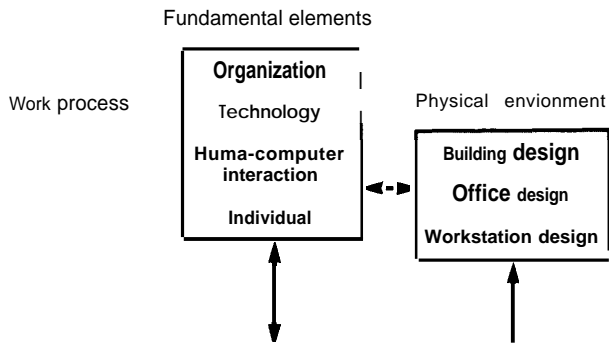 Fundamental elements
Organization
Technology
Huma-computer
interaction
Individual
Work process
Physical envionment
Building design
Office design
Workstation design